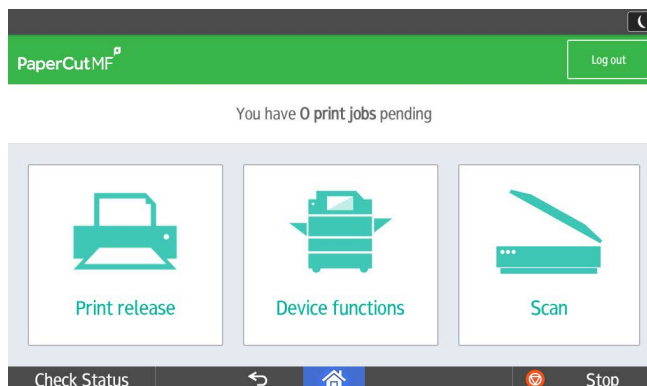 PaperCut MF
Log out
You have 0 print jobs pending
Print release
Device functions
Scan
Check Status
Stop